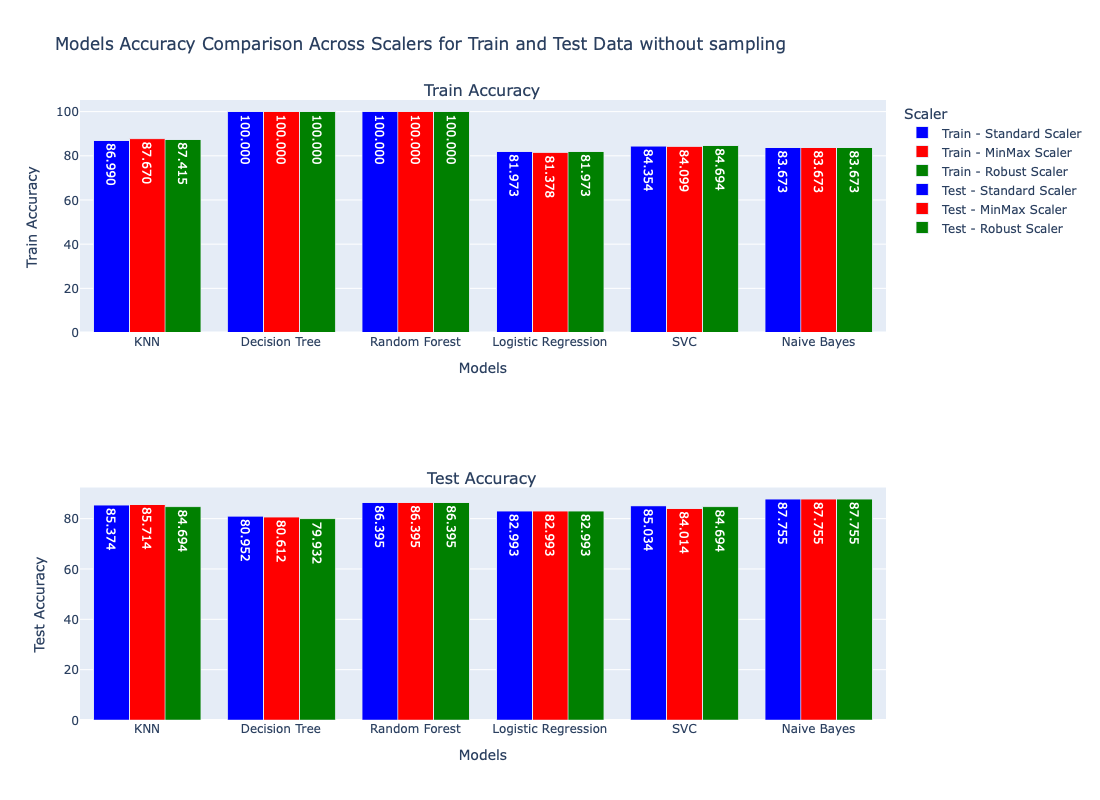 Models Accuracy Comparison Across Scalers for Train and Test Data without sampling
Train Accuracy
Train Accuracy
100
80
60
40
20
0
86.990
87.670
87.415
100.000
100.000
100.000
100.000
100.000
100.000
81.973
81.378
81.973
84.354
84.099
84.694
83.673
83.673
83.673
KNN
Decision Tree
Random Forest
Logistic Regression
SVC
Naive Bayes
Models
Scaler
Train - Standard Scaler
Train - MinMax Scaler
Train - Robust Scaler
Test - Standard Scaler
Test - MinMax Scaler
Test - Robust Scaler
Test Accuracy
Test Accuracy
80
60
40
20
0
85.374
85.714
84.694
80.952
80.612
79.932
86.395
86.395
86.395
82.993
82.993
82.993
85.034
84.014
84.694
87.755
87.755
87.755
KNN
Decision Tree
Random Forest
Logistic Regression
SVC
Naive Bayes
Models